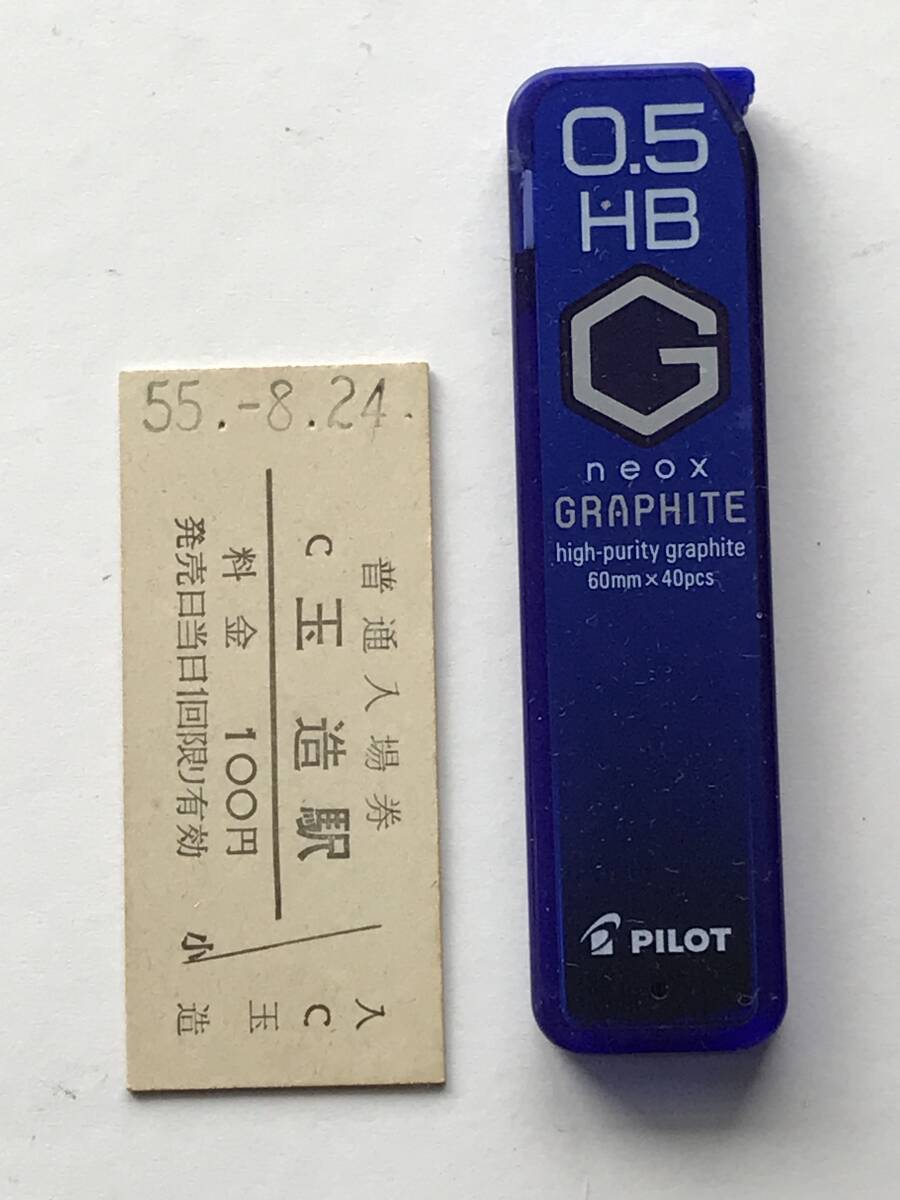 55.-8.24.
普通入場券
C 玉造駅
料金 100円
発売日当日1回限り有効
小
入
C
玉
造
0.5
HB
G
neox
GRAPHITE
high-purity graphite
60mm×40pcs
PILOT